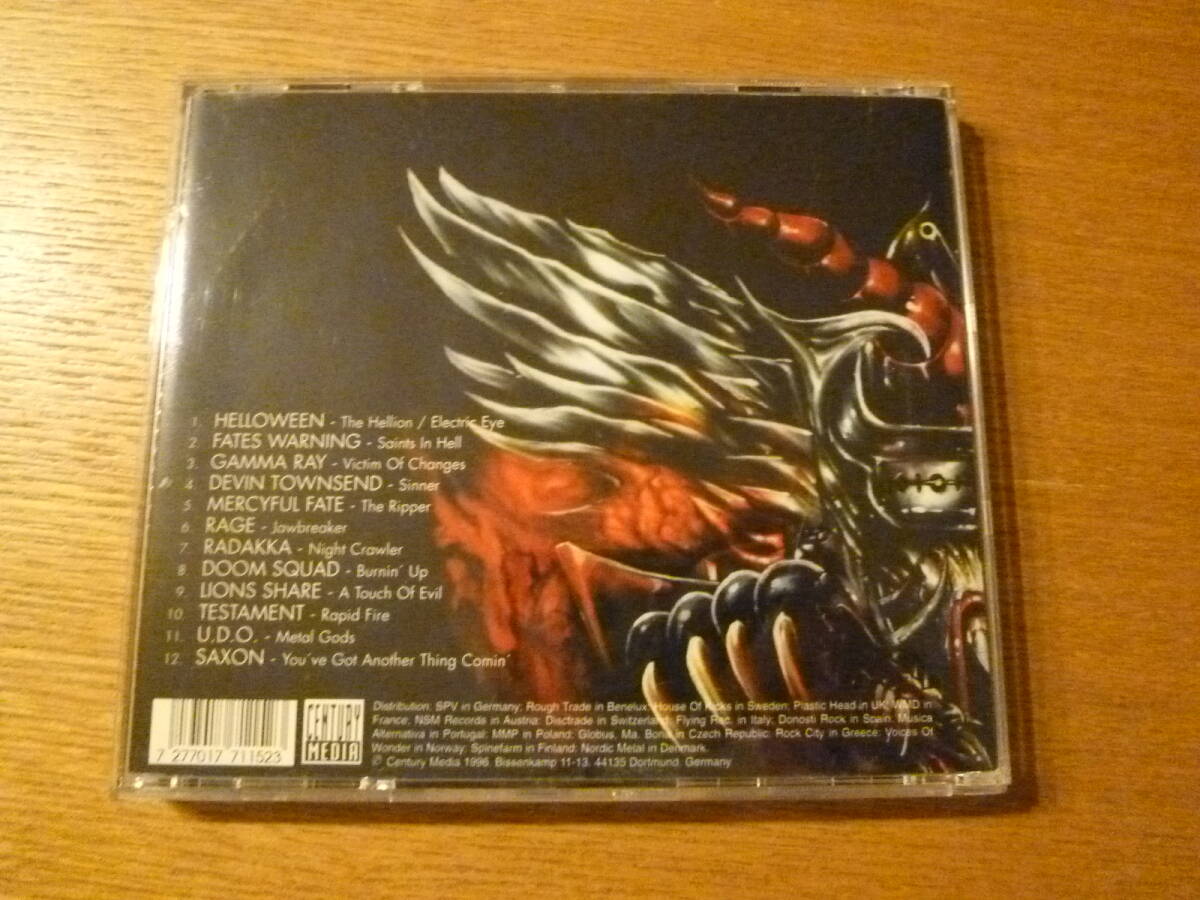 1. HELLOWEEN - The Hellion / Electric Eye
2. FATES WARNING - Saints In Hell
3. GAMMA RAY - Victim Of Changes
4. DEVIN TOWNSEND - Sinner
5. MERCYFUL FATE - The Ripper
6. RAGE - Jawbreaker
7. RADAKKA - Night Crawler
8. DOOM SQUAD - Burnin´ Up
9. LIONS SHARE - A Touch Of Evil
10. TESTAMENT - Rapid Fire
11. U.D.O. - Metal Gods
12. SAXON - You´ve Got Another Thing Comin´
7 277017 711523
CENTURY
MEDIA
Distribution: SPV in Germany; Rough Trade in Benelux; House Of Kicks in Sweden; Plastic Head in UK; WMD in
France; NSM Records in Austria; Disctrade in Switzerland; Flying Rec. in Italy; Donosti Rock in Spain; Musica
Alternativa in Portugal; MMP in Poland; Globus, Ma. Bona in Czech Republic; Rock City in Greece; Voices Of
Wonder in Norway; Spinefarm in Finland; Nordic Metal in Denmark.
© Century Media 1996. Bissenkamp 11-13. 44135 Dortmund. Germany